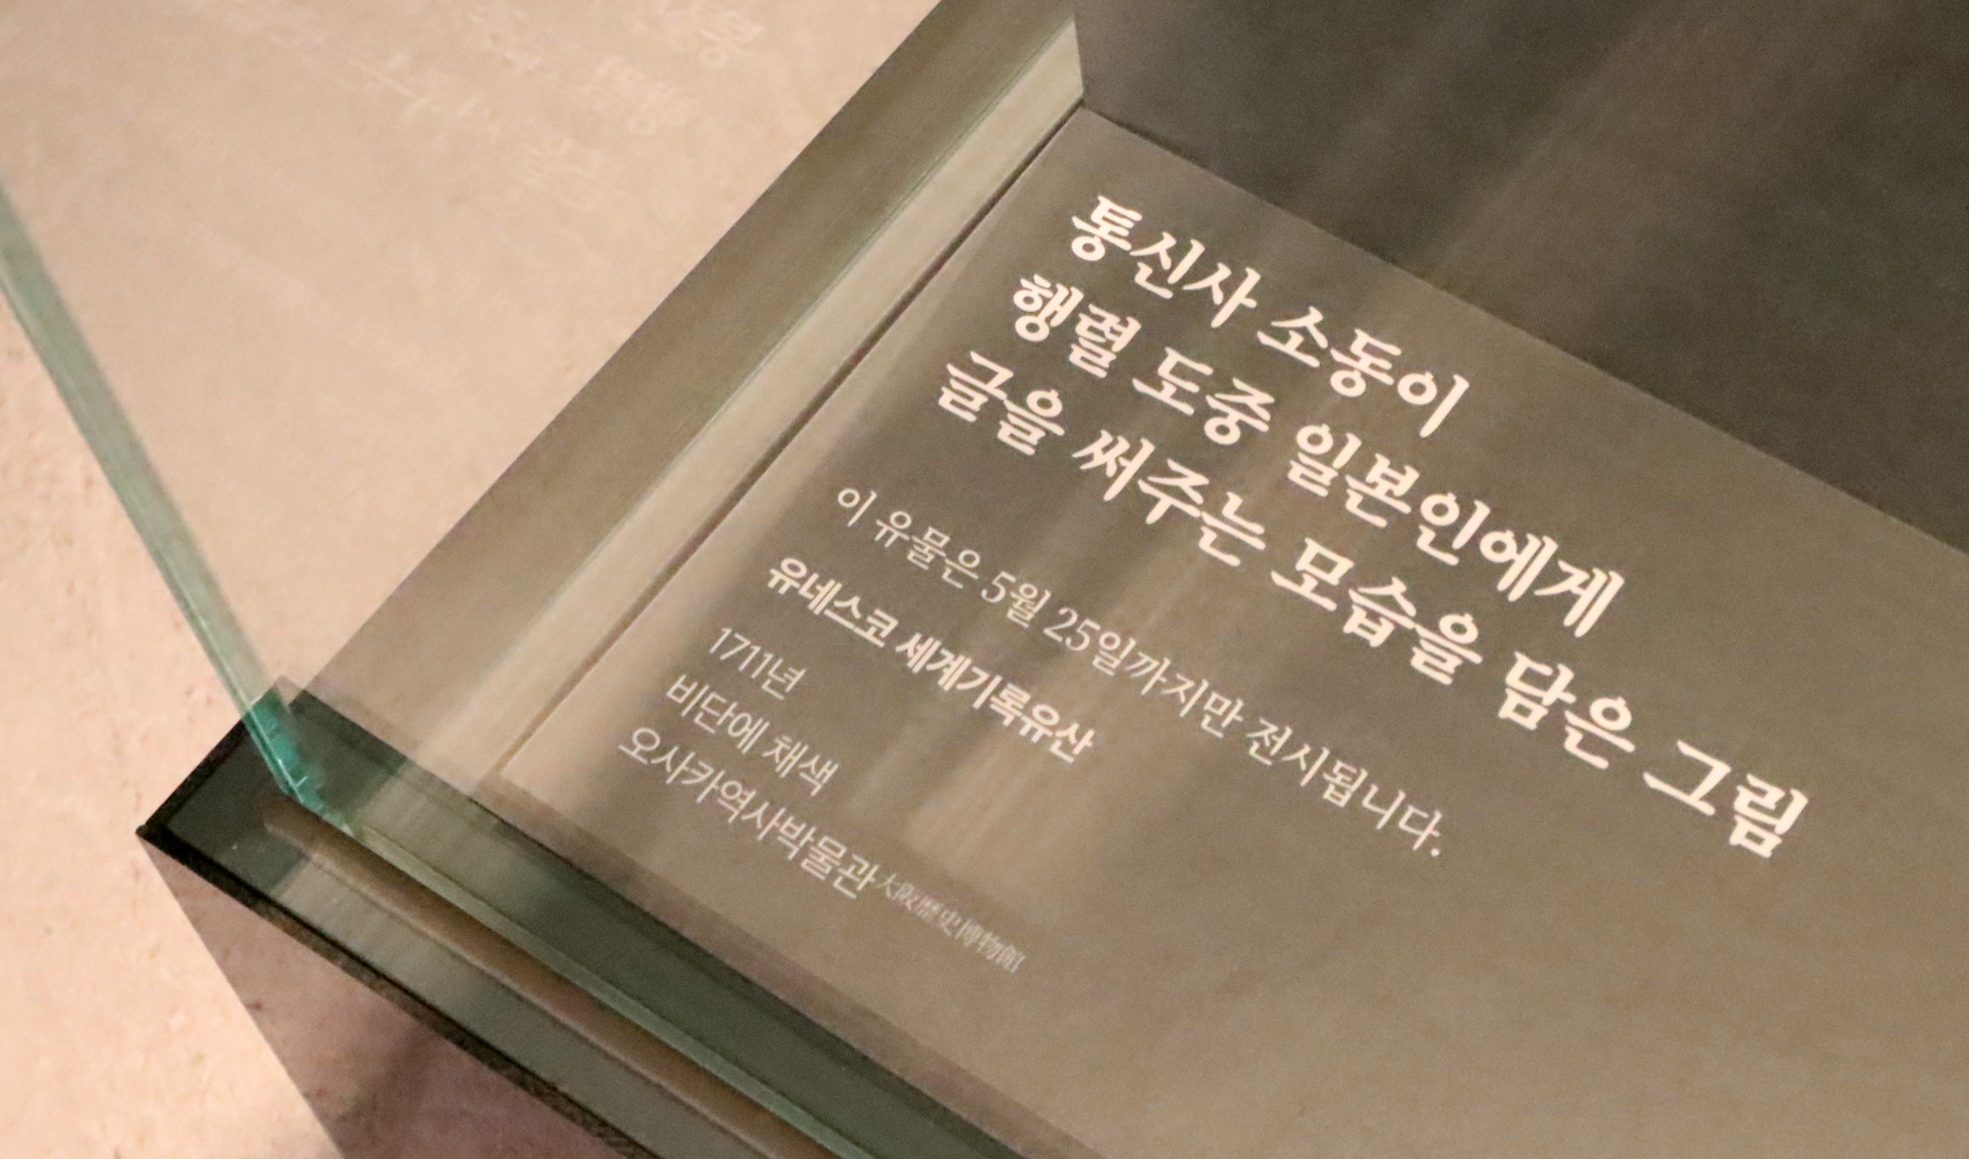 통신사 소동이
행렬 도중 일본인에게
글을 써주는 모습을 담은 그림
이 유물은 5월 25일까지만 전시됩니다.
유네스코 세계기록유산
1711년
비단에 채색
오사카역사박물관 大阪歴史博物館